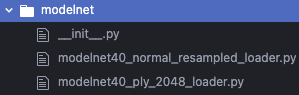 modelnet
__init__.py
modelnet40_normal_resampled_loader.py
modelnet40_ply_2048_loader.py